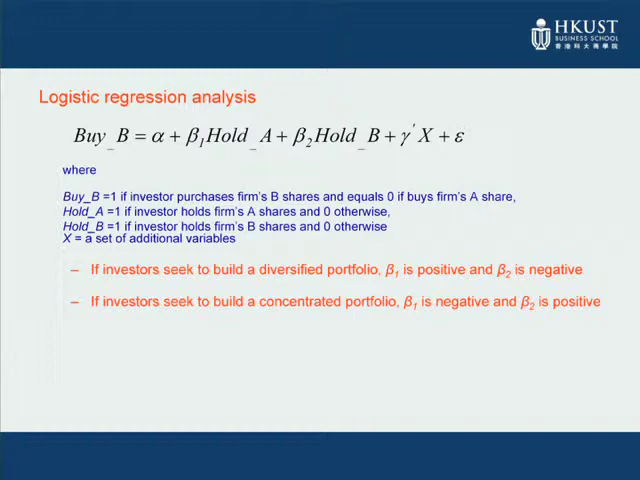 HKUST
BUSINESS SCHOOL
香港科大商學院
Logistic regression analysis
Buy_B = α + β₁Hold_A + β₂Hold_B + γ'X + ε
where
Buy_B =1 if investor purchases firm's B shares and equals 0 if buys firm's A share,
Hold_A =1 if investor holds firm's A shares and 0 otherwise,
Hold_B =1 if investor holds firm's B shares and 0 otherwise
X = a set of additional variables
– If investors seek to build a diversified portfolio, β₁ is positive and β₂ is negative
– If investors seek to build a concentrated portfolio, β₁ is negative and β₂ is positive